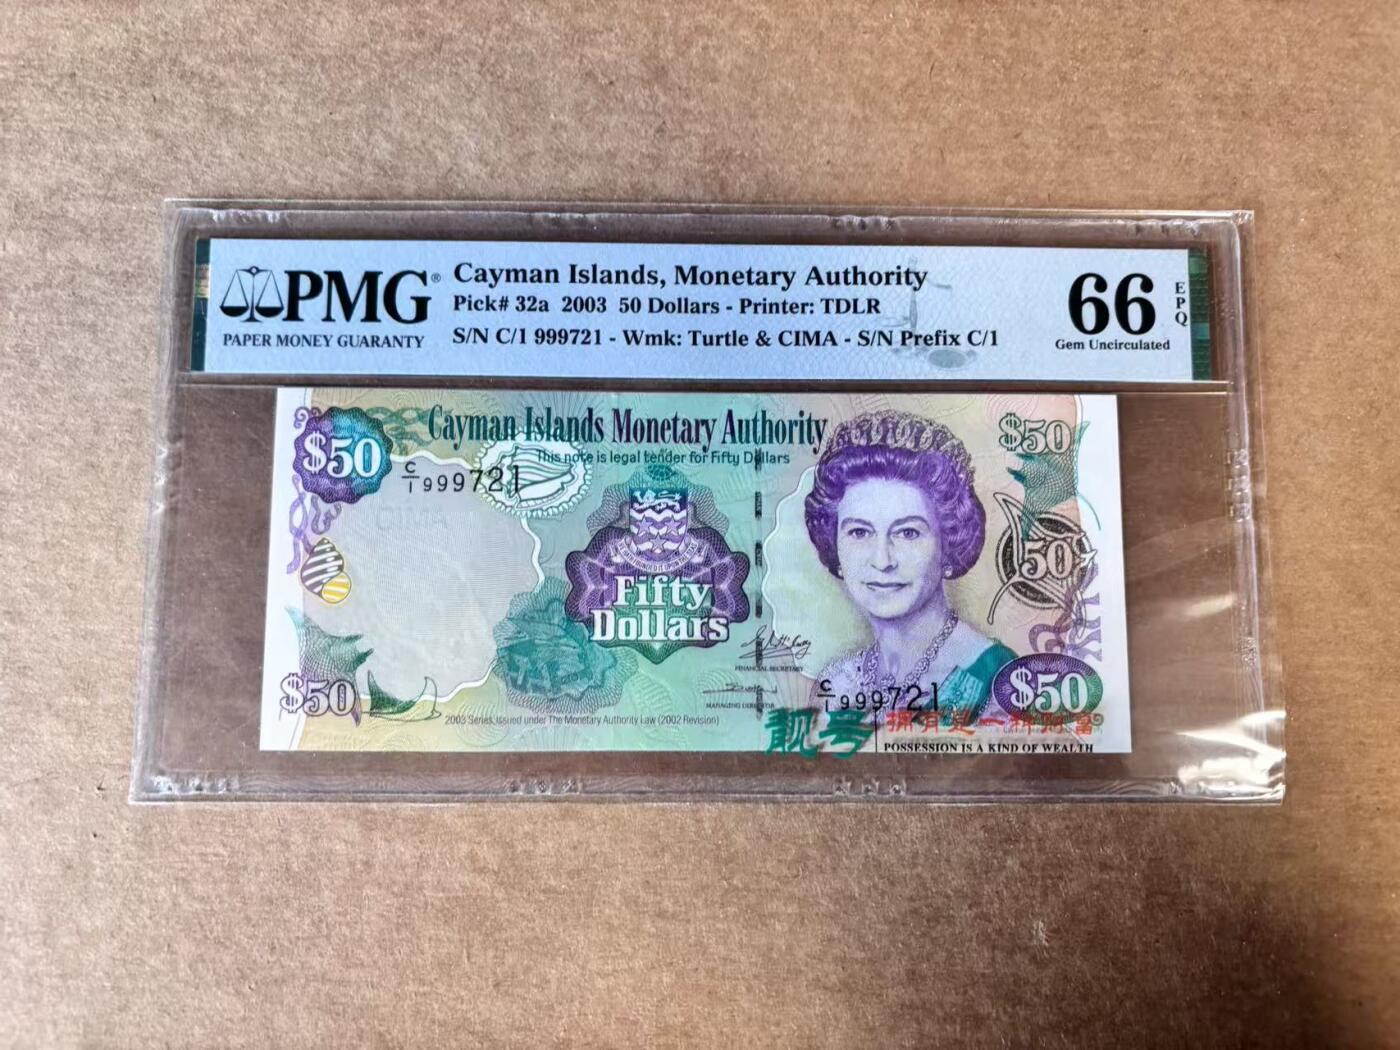 PMG®
PAPER MONEY GUARANTY
Cayman Islands, Monetary Authority
Pick# 32a 2003 50 Dollars - Printer: TDLR
S/N C/1 999721 - Wmk: Turtle & CIMA - S/N Prefix C/1
66
EPQ
Gem Uncirculated
Cayman Islands Monetary Authority
This note is legal tender for Fifty Dollars
$50
C/1 999721
$50
CIMA
50
Fifty
Dollars
FINANCIAL SECRETARY
MANAGING DIRECTOR
$50
C/1 999721
$50
2003 Series, Issued under The Monetary Authority Law (2002 Revision)
靓号
拥有是一种财富
POSSESSION IS A KIND OF WEALTH